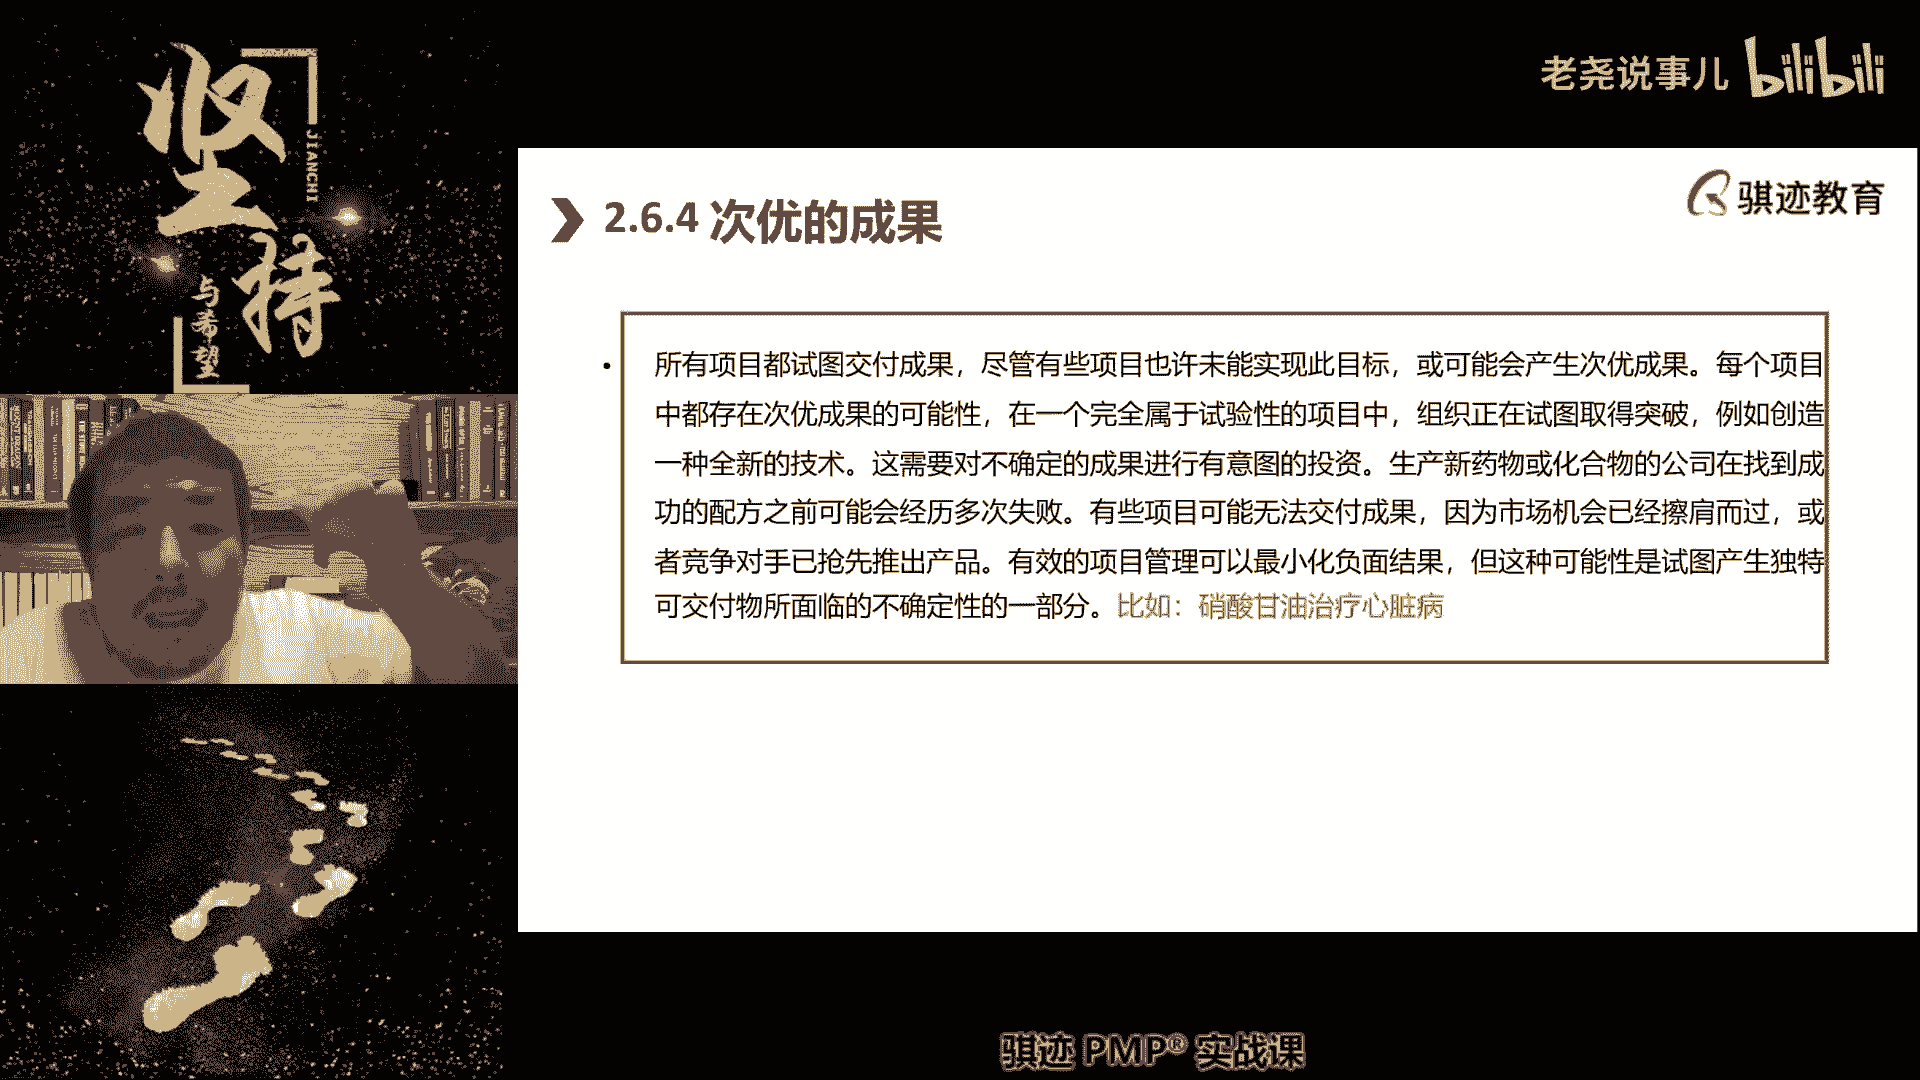 坚持
JIANCHI
与希望
老尧说事儿 bilibili
骐迹教育
2.6.4 次优的成果
• 所有项目都试图交付成果，尽管有些项目也许未能实现此目标，或可能会产生次优成果。每个项目
中都存在次优成果的可能性，在一个完全属于试验性的项目中，组织正在试图取得突破，例如创造
一种全新的技术。这需要对不确定的成果进行有意图的投资。生产新药物或化合物的公司在找到成
功的配方之前可能会经历多次失败。有些项目可能无法交付成果，因为市场机会已经擦肩而过，或
者竞争对手已抢先推出产品。有效的项目管理可以最小化负面结果，但这种可能性是试图产生独特
可交付物所面临的不确定性的一部分。比如：硝酸甘油治疗心脏病
骐迹 PMP® 实战课